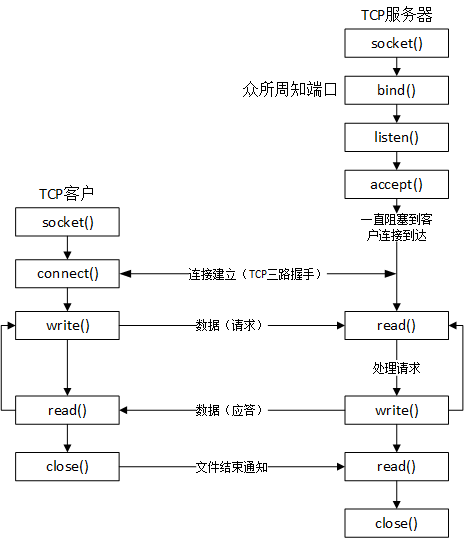 TCP服务器
socket()
众所周知端口
bind()
listen()
accept()
TCP客户
一直阻塞到客
户连接到达
socket()
connect()
连接建立（TCP三路握手）
write()
数据（请求）
read()
处理请求
read()
数据（应答）
write()
close()
文件结束通知
read()
close()